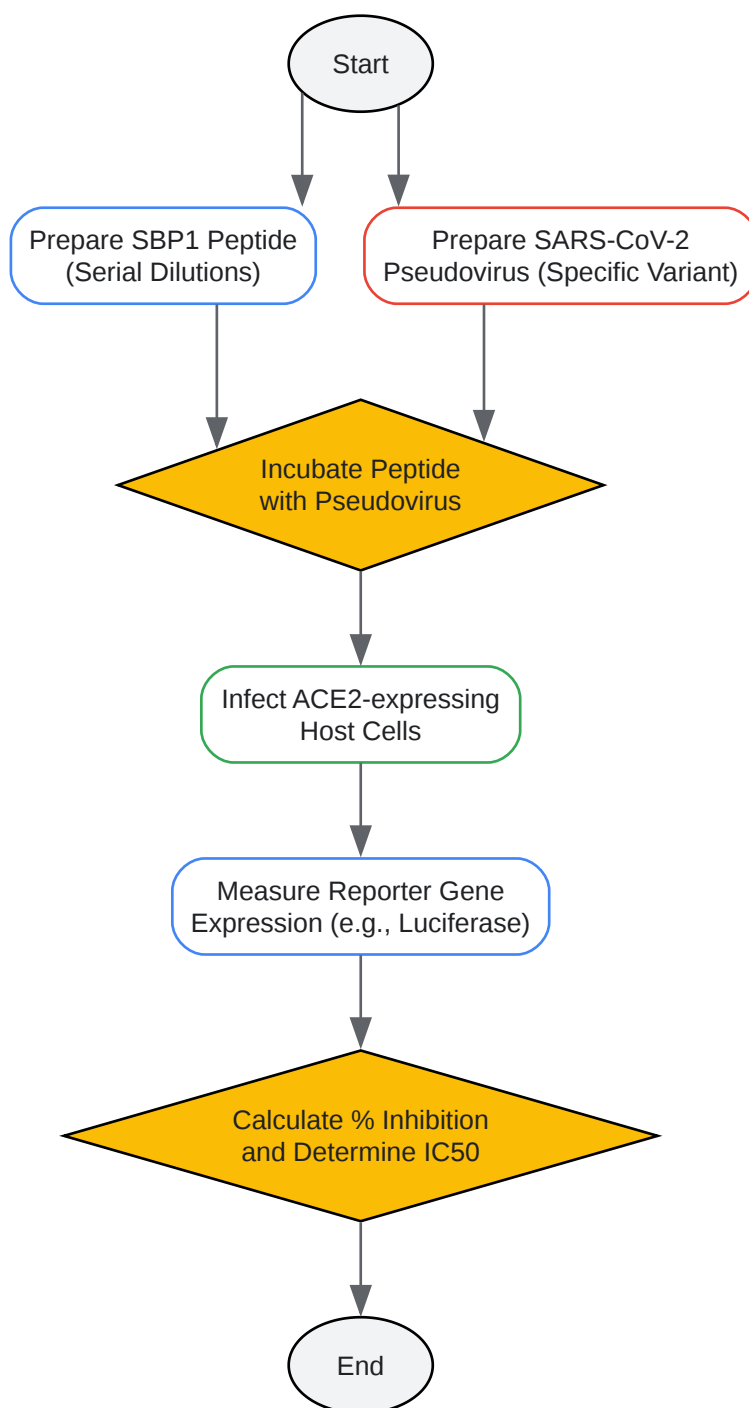 Start
Prepare SBP1 Peptide
(Serial Dilutions)
Prepare SARS-CoV-2
Pseudovirus (Specific Variant)
Incubate Peptide
with Pseudovirus
Infect ACE2-expressing
Host Cells
Measure Reporter Gene
Expression (e.g., Luciferase)
Calculate % Inhibition
and Determine IC50
End